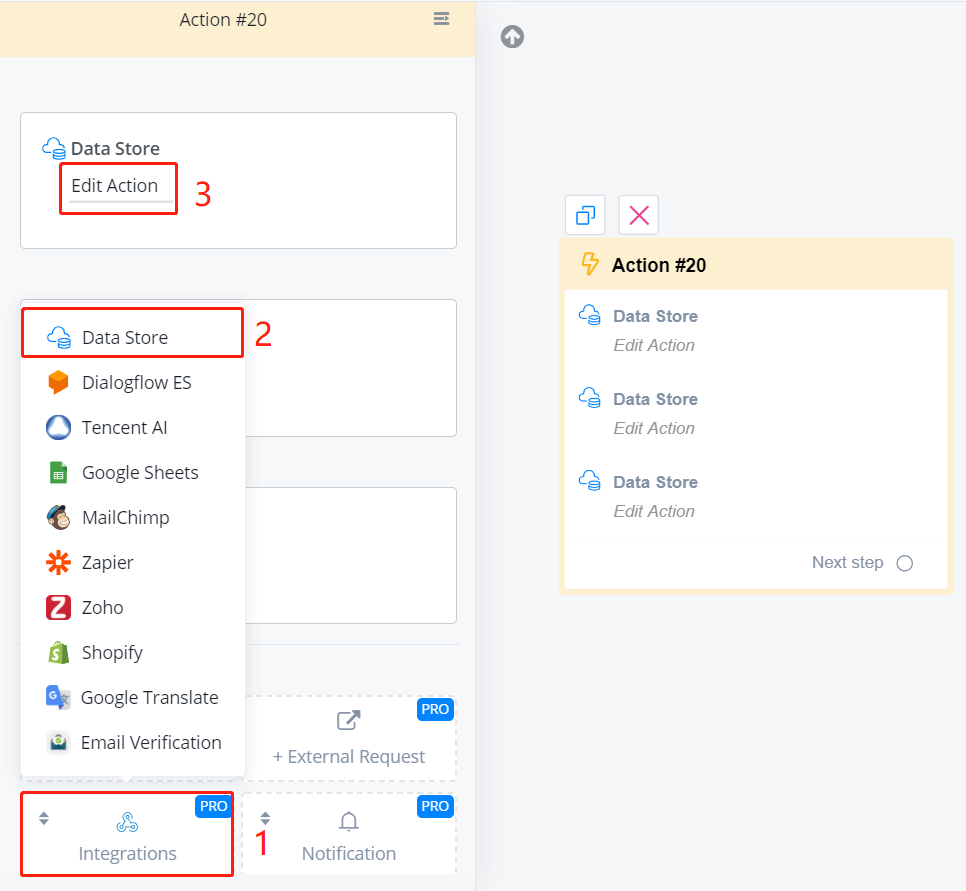 Action #20
Data Store
Edit Action
3
Data Store
2
Dialogflow ES
Tencent AI
Google Sheets
MailChimp
Zapier
Zoho
Shopify
Google Translate
Email Verification
PRO
+ External Request
PRO
Integrations
1
PRO
Notification
Action #20
Data Store
Edit Action
Data Store
Edit Action
Data Store
Edit Action
Next step